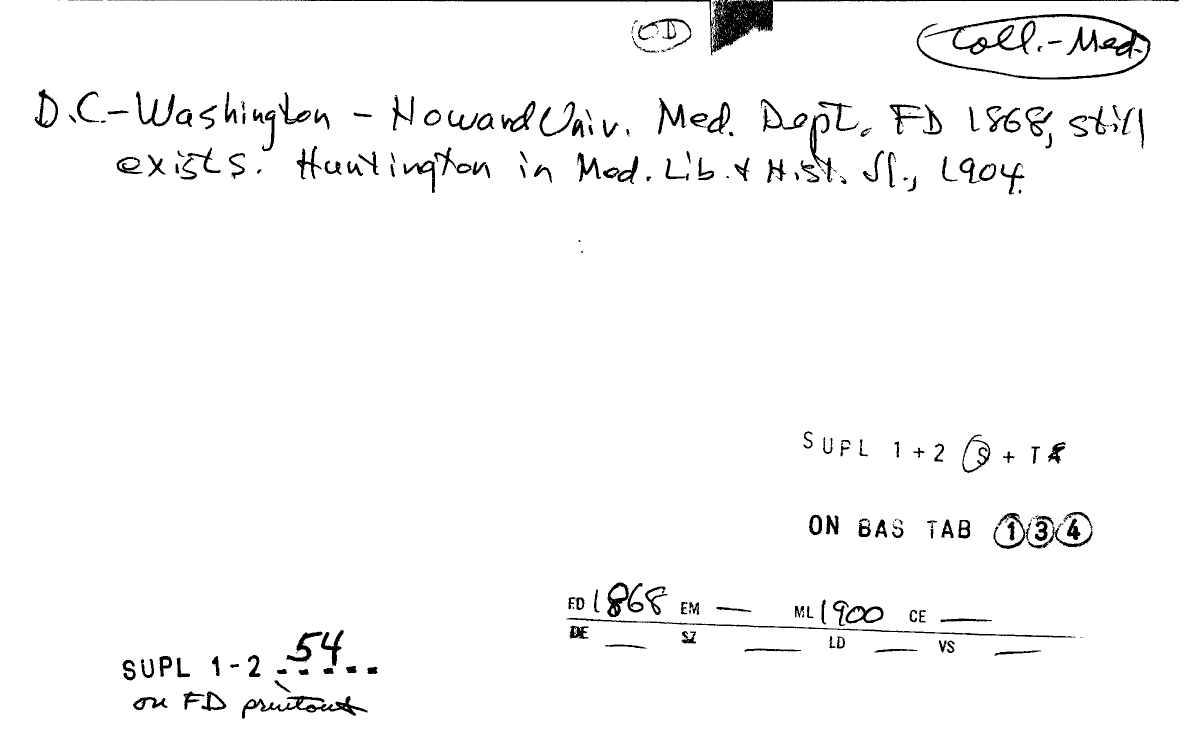 OD
Coll.-Med.
D.C.-Washington - Howard Univ. Med. Dept. FD 1868, still
exists. Huntington in Med. Lib. & Hist. Jl., 1904.
SUPL 1+2 S + T
ON BAS TAB 1 3 4
FD 1868 EM — ML 1900 CE —
DE — SZ — LD — VS —
SUPL 1-2 54
on FD printout